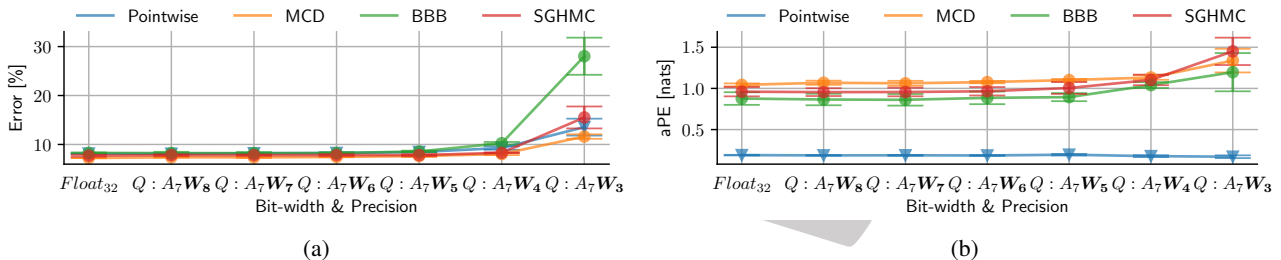 Pointwise MCD BBB SGHMC
30
20
10
Error [%]
Float32 Q : A7W8 Q : A7W7 Q : A7W6 Q : A7W5 Q : A7W4 Q : A7W3
Bit-width & Precision
(a)
Pointwise MCD BBB SGHMC
1.5
1.0
0.5
aPE [nats]
Float32 Q : A7W8 Q : A7W7 Q : A7W6 Q : A7W5 Q : A7W4 Q : A7W3
Bit-width & Precision
(b)